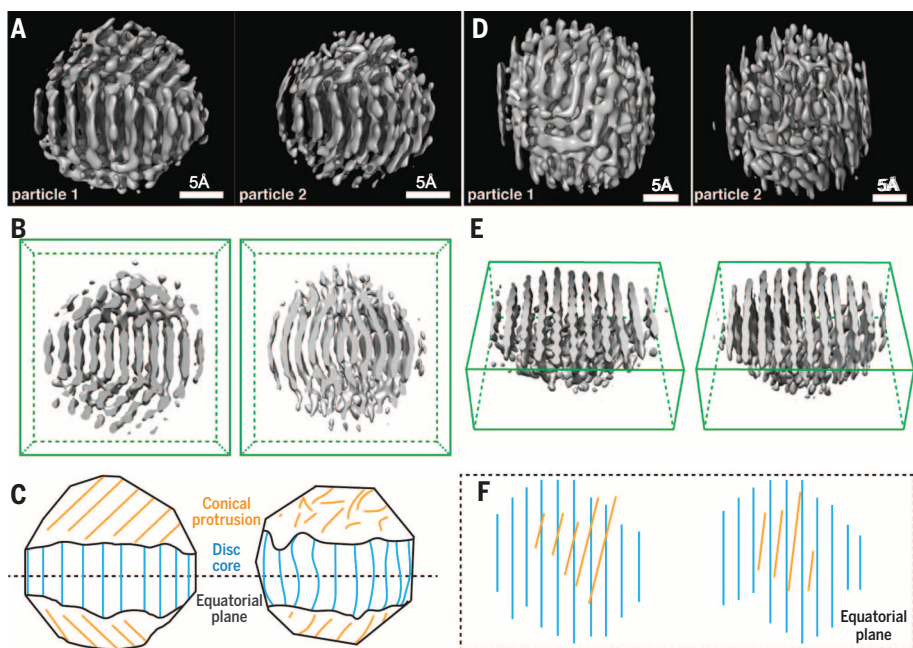 A
D
particle 1
5Å
particle 2
5Å
particle 1
5Å
particle 2
5Å
B
E
C
F
Conical
protrusion
Disc
core
Equatorial
plane
Equatorial
plane